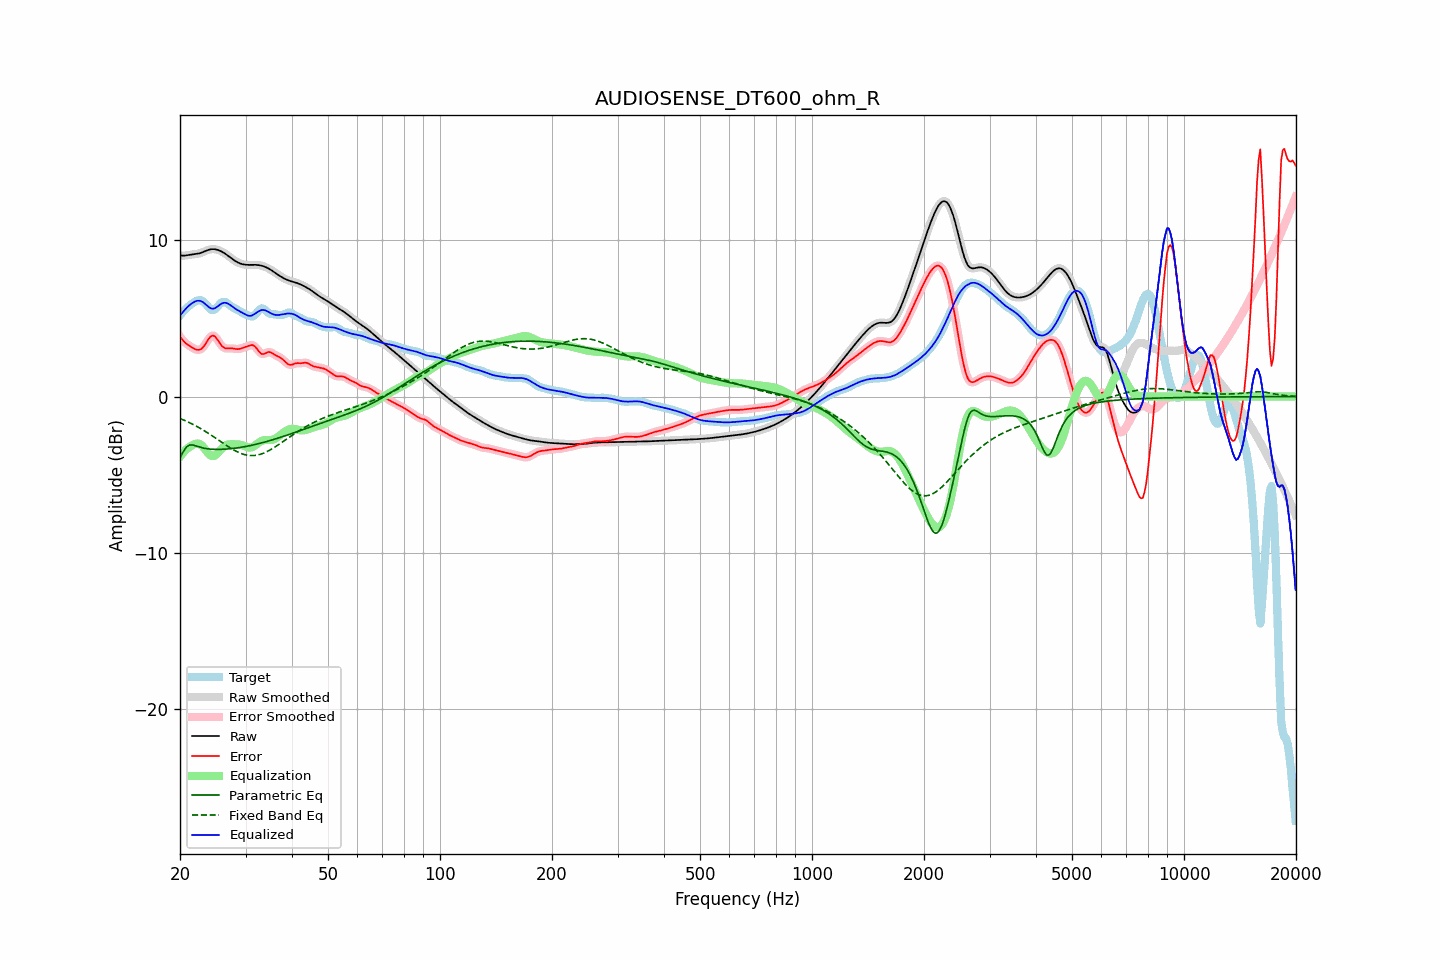 AUDIOSENSE_DT600_ohm_R
Amplitude (dBr)
10
0
−10
−20
Target
Raw Smoothed
Error Smoothed
Raw
Error
Equalization
Parametric Eq
Fixed Band Eq
Equalized
20 50 100 200 500 1000 2000 5000 10000 20000
Frequency (Hz)